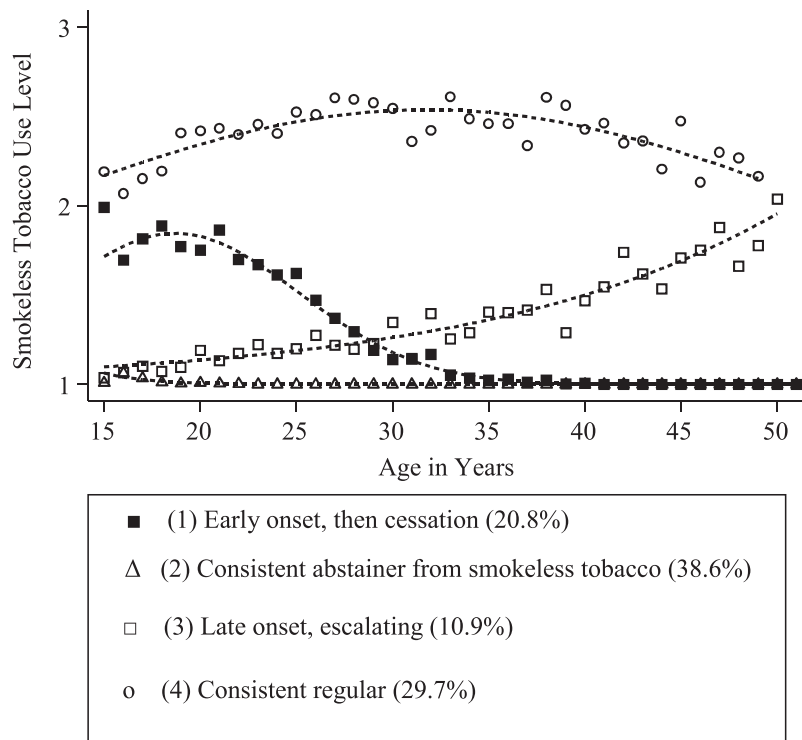 3
2
1
Smokeless Tobacco Use Level
15 20 25 30 35 40 45 50
Age in Years
(1) Early onset, then cessation (20.8%)
(2) Consistent abstainer from smokeless tobacco (38.6%)
(3) Late onset, escalating (10.9%)
(4) Consistent regular (29.7%)